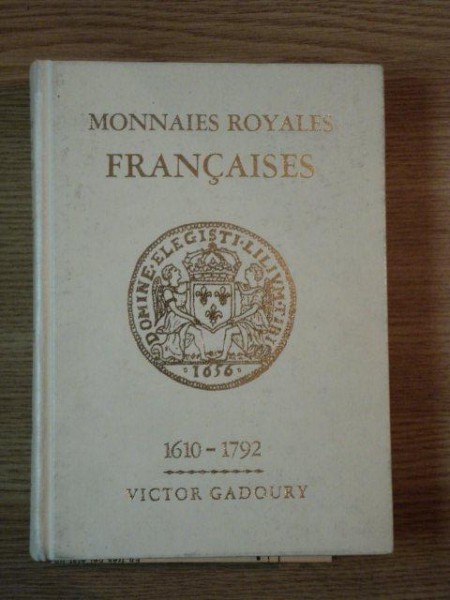 MONNAIES ROYALES
FRANÇAISES
DOMINE·ELEGISTI·LILIUM·TIBI
1656
1610 - 1792
VICTOR GADOURY